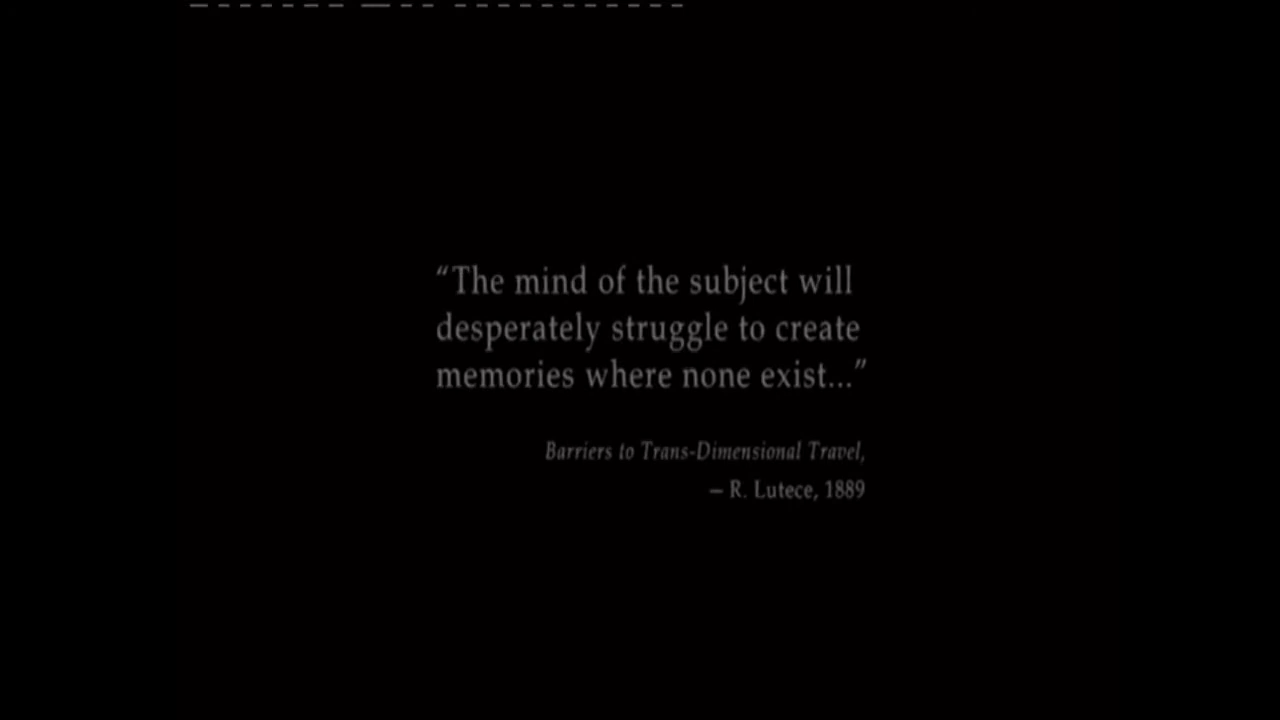 “The mind of the subject will
desperately struggle to create
memories where none exist...”
Barriers to Trans-Dimensional Travel,
– R. Lutece, 1889